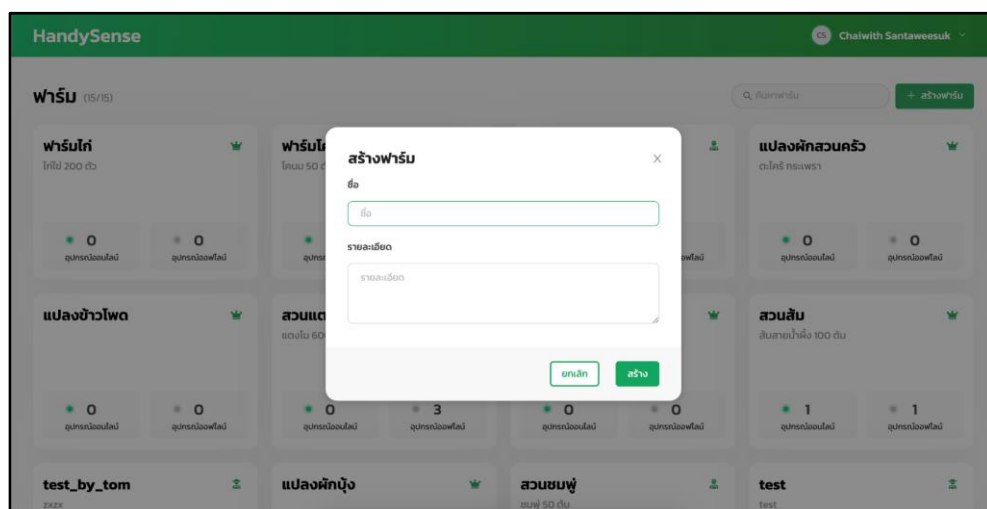 HandySense
CS Chaiwith Santaweesuk
ฟาร์ม (15/15)
ค้นหาฟาร์ม
+ สร้างฟาร์ม
ฟาร์มไก่
ไก่ไข่ 200 ตัว
0
อุปกรณ์ออนไลน์
0
อุปกรณ์ออฟไลน์
โคนม 50
สร้างฟาร์ม
ชื่อ
ชื่อ
รายละเอียด
รายละเอียด
ยกเลิก
สร้าง
แปลงผักสวนครัว
ตะไคร้ กระเพรา
0
อุปกรณ์ออนไลน์
0
อุปกรณ์ออฟไลน์
แปลงข้าวโพด
0
อุปกรณ์ออนไลน์
0
อุปกรณ์ออฟไลน์
แตงโม 60
0
อุปกรณ์ออนไลน์
3
อุปกรณ์ออฟไลน์
0
อุปกรณ์ออนไลน์
0
อุปกรณ์ออฟไลน์
สวนส้ม
ส้มสายน้ำผึ้ง 100 ต้น
1
อุปกรณ์ออนไลน์
1
อุปกรณ์ออฟไลน์
test_by_tom
zxzx
แปลงผักบุ้ง
สวนชมพู่
ชมพู่ 50 ต้น
test
test